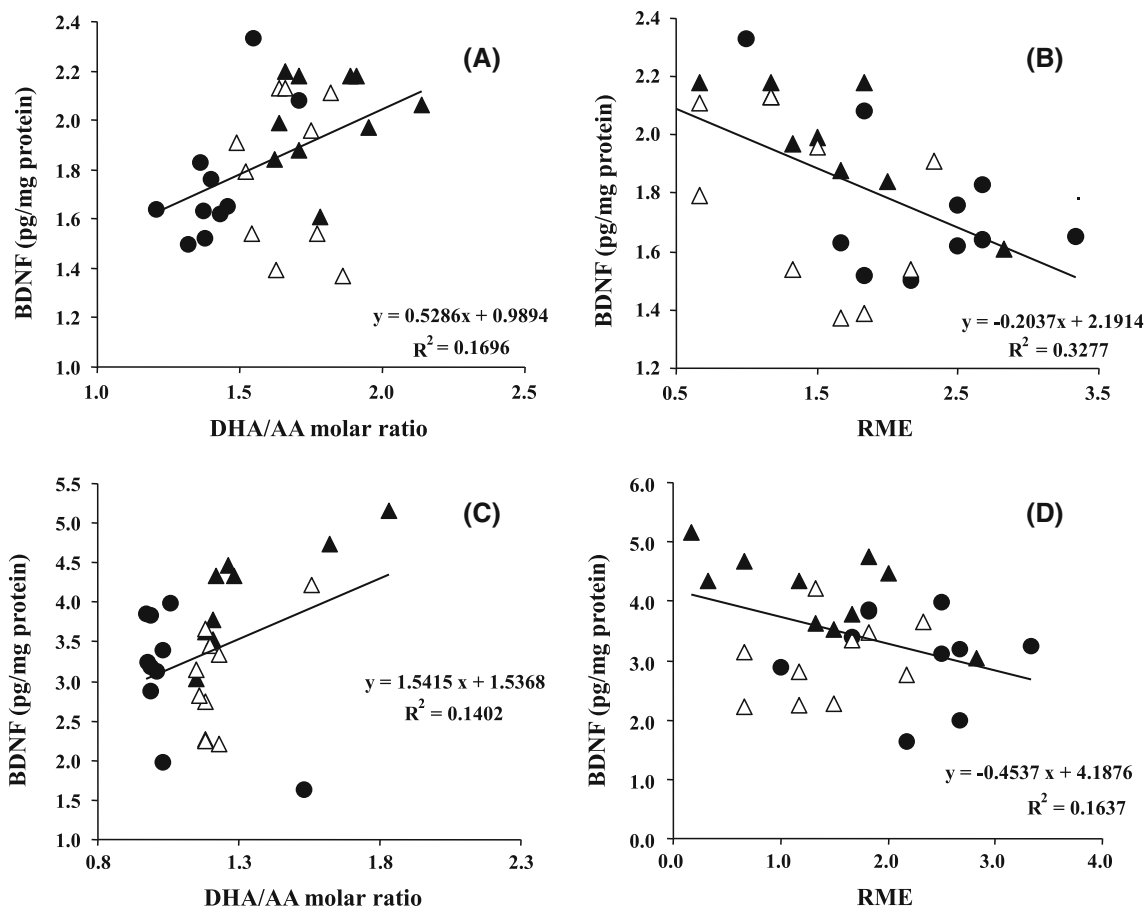 (A)
BDNF (pg/mg protein)
2.4
2.2
2.0
1.8
1.6
1.4
1.2
1.0
y = 0.5286x + 0.9894
R² = 0.1696
1.0 1.5 2.0 2.5
DHA/AA molar ratio
(B)
BDNF (pg/mg protein)
2.4
2.2
2.0
1.8
1.6
1.4
1.2
y = -0.2037x + 2.1914
R² = 0.3277
0.5 1.5 2.5 3.5
RME
(C)
BDNF (pg/mg protein)
5.5
5.0
4.5
4.0
3.5
3.0
2.5
2.0
1.5
1.0
y = 1.5415 x + 1.5368
R² = 0.1402
0.8 1.3 1.8 2.3
DHA/AA molar ratio
(D)
BDNF (pg/mg protein)
6.0
5.0
4.0
3.0
2.0
1.0
0.0
y = -0.4537 x + 4.1876
R² = 0.1637
0.0 1.0 2.0 3.0 4.0
RME